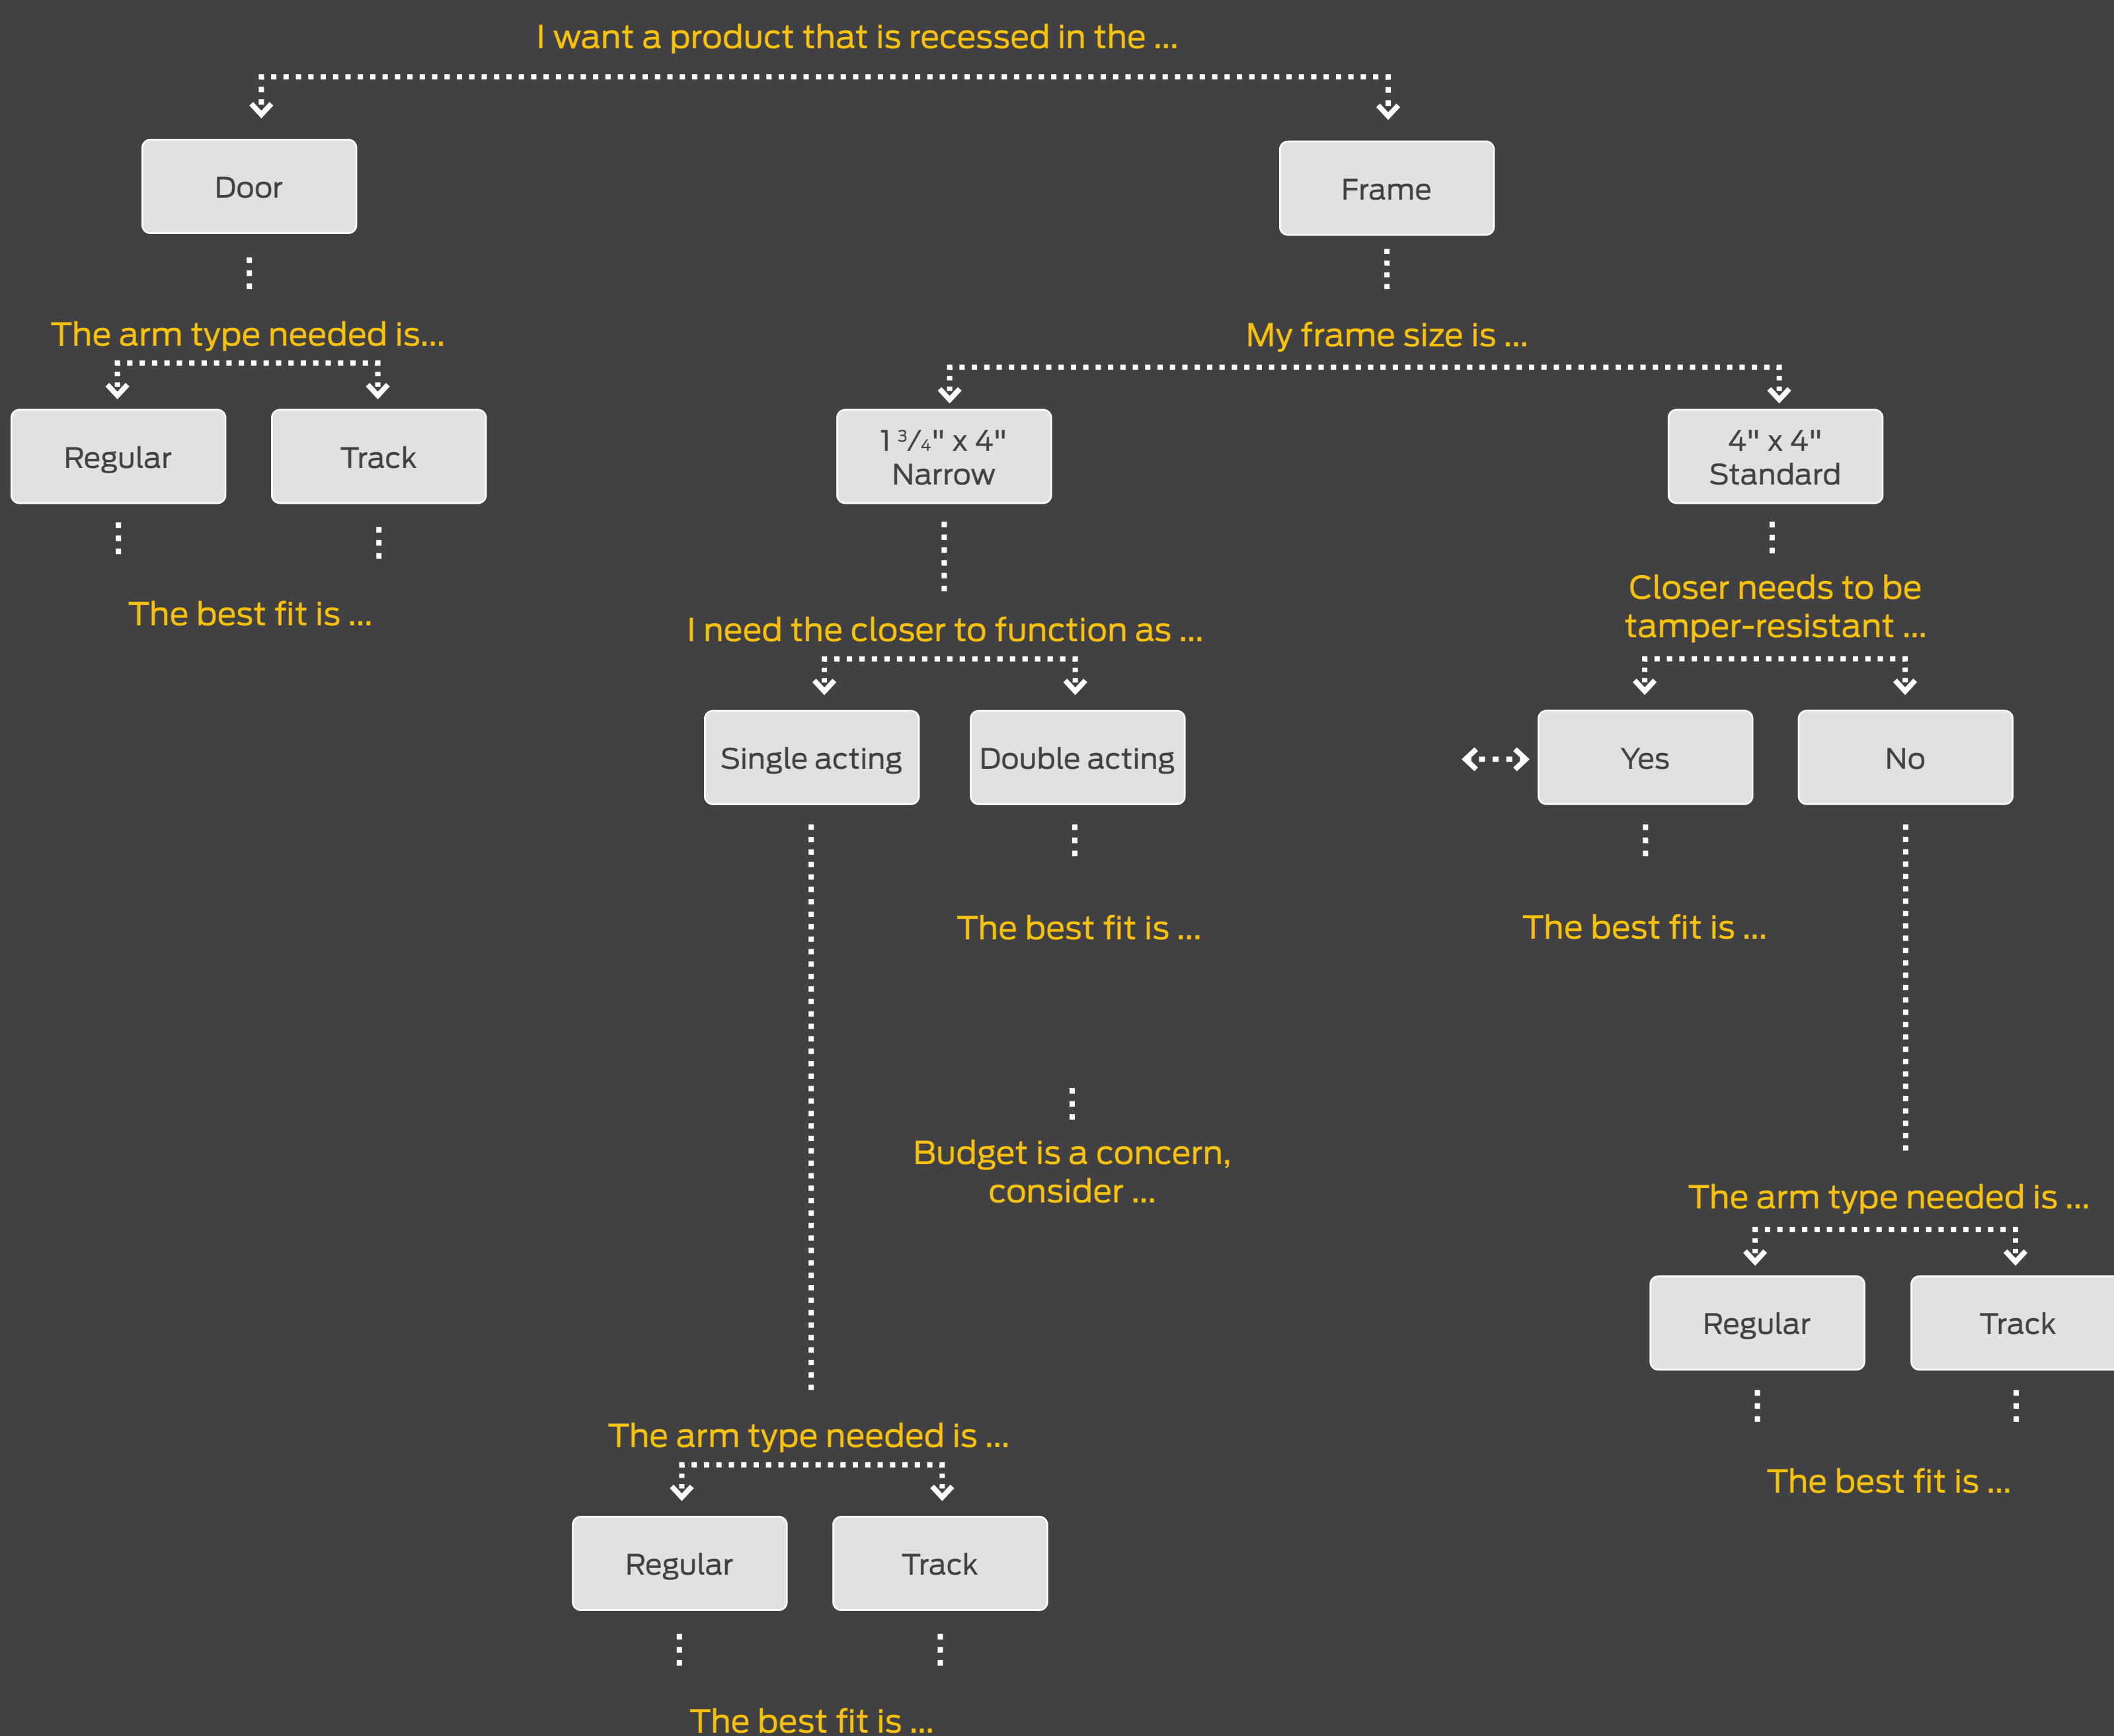 I want a product that is recessed in the ...
Door
Frame
The arm type needed is...
My frame size is ...
Regular
Track
1 3/4" x 4"
Narrow
4" x 4"
Standard
The best fit is ...
I need the closer to function as ...
Closer needs to be
tamper-resistant ...
Single acting
Double acting
Yes
No
The best fit is ...
The best fit is ...
Budget is a concern,
consider ...
The arm type needed is ...
Regular
Track
The best fit is ...
The arm type needed is ...
Regular
Track
The best fit is ...